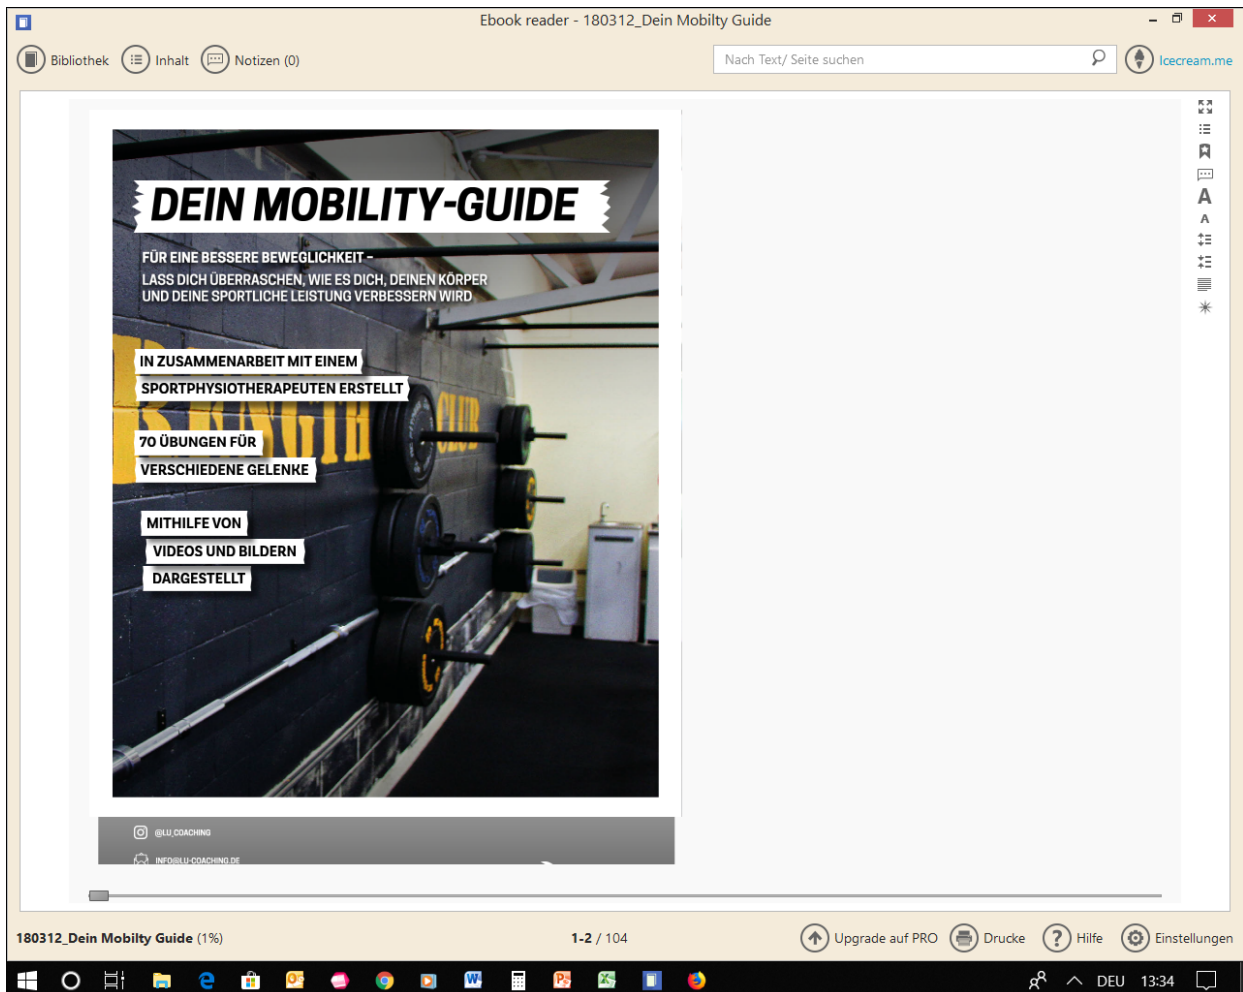 Ebook reader - 180312_Dein Mobilty Guide
Bibliothek
Inhalt
Notizen (0)
Nach Text/ Seite suchen
Icecream.me
DEIN MOBILITY-GUIDE
FÜR EINE BESSERE BEWEGLICHKEIT –
LASS DICH ÜBERRASCHEN, WIE ES DICH, DEINEN KÖRPER
UND DEINE SPORTLICHE LEISTUNG VERBESSERN WIRD
IN ZUSAMMENARBEIT MIT EINEM
SPORTPHYSIOTHERAPEUTEN ERSTELLT
CLUB
70 ÜBUNGEN FÜR
VERSCHIEDENE GELENKE
MITHILFE VON
VIDEOS UND BILDERN
DARGESTELLT
@LU_COACHING
INFO@LU-COACHING.DE
A
A
180312_Dein Mobilty Guide (1%)
1-2 / 104
Upgrade auf PRO
Drucke
Hilfe
Einstellungen
DEU
13:34